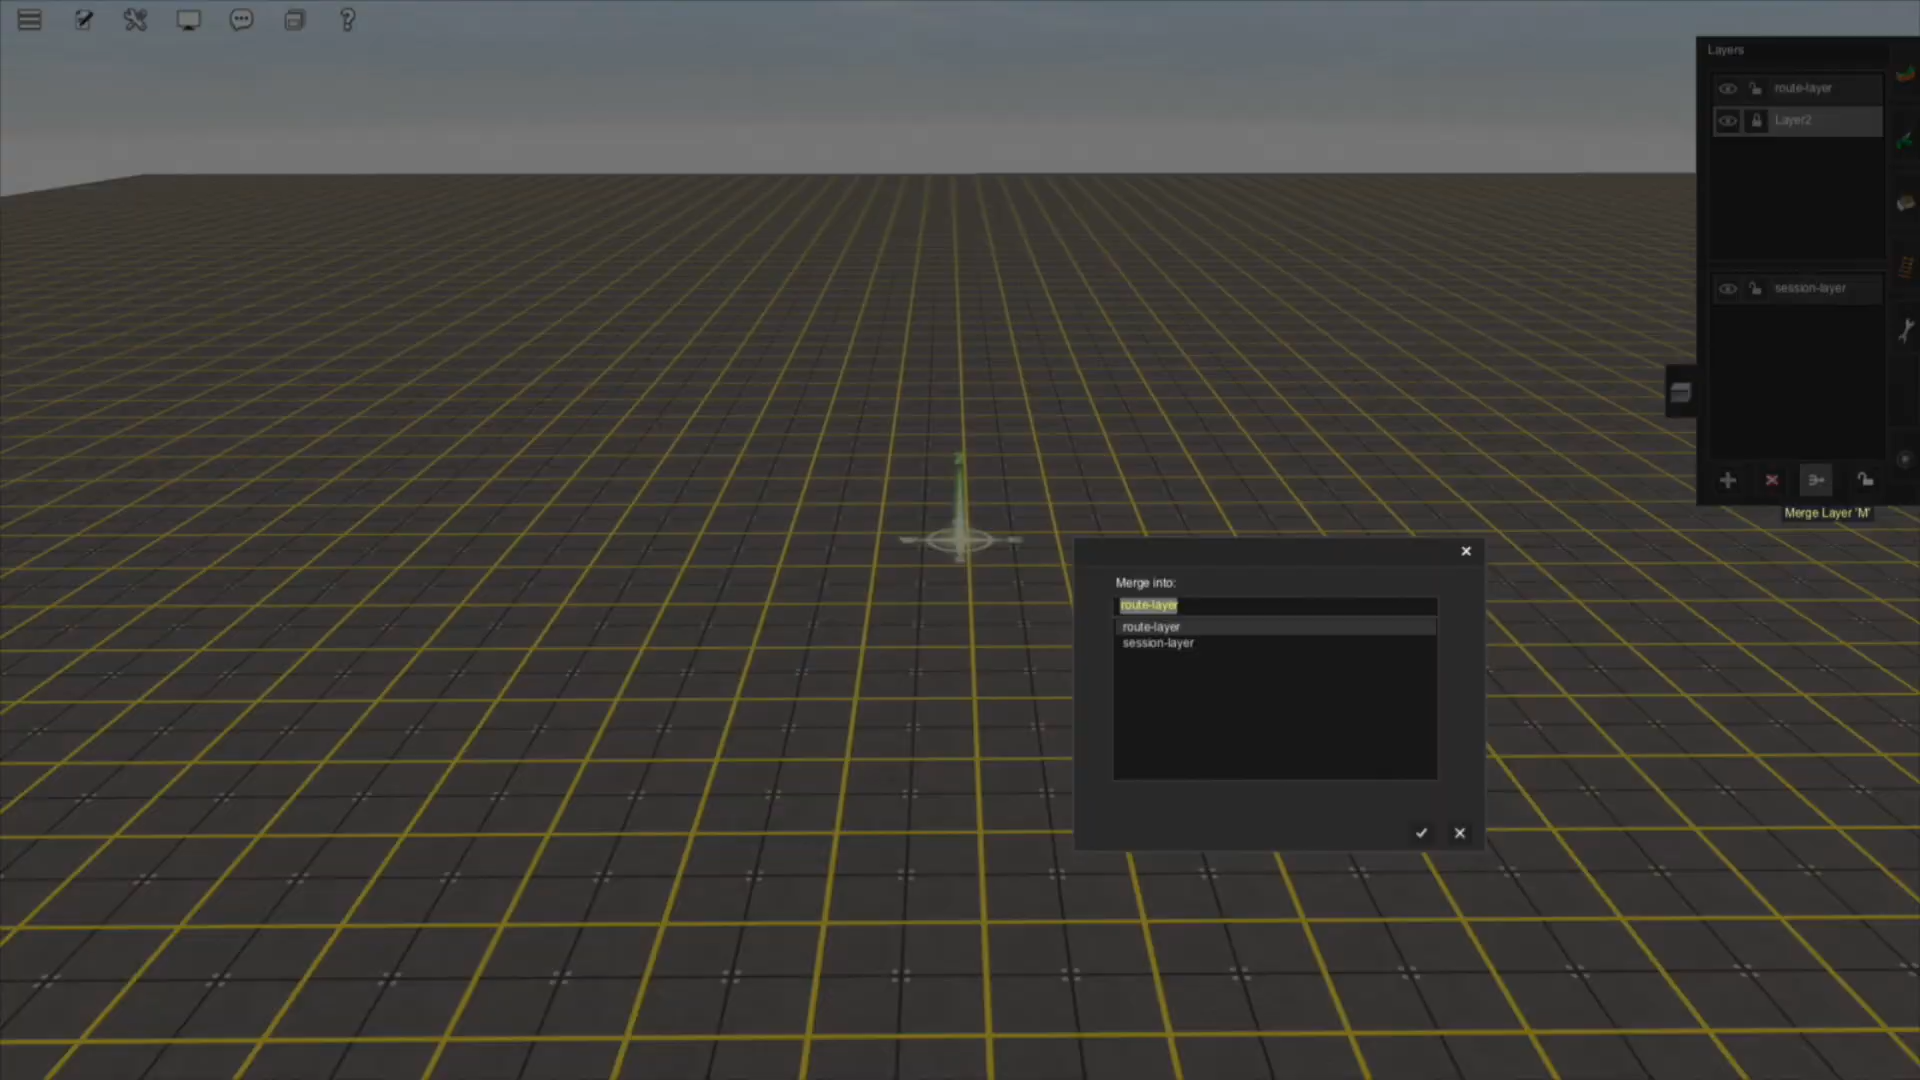 Layers
route-layer
Layer2
session-layer
Merge Layer 'M'
Merge into:
route-layer
route-layer
session-layer